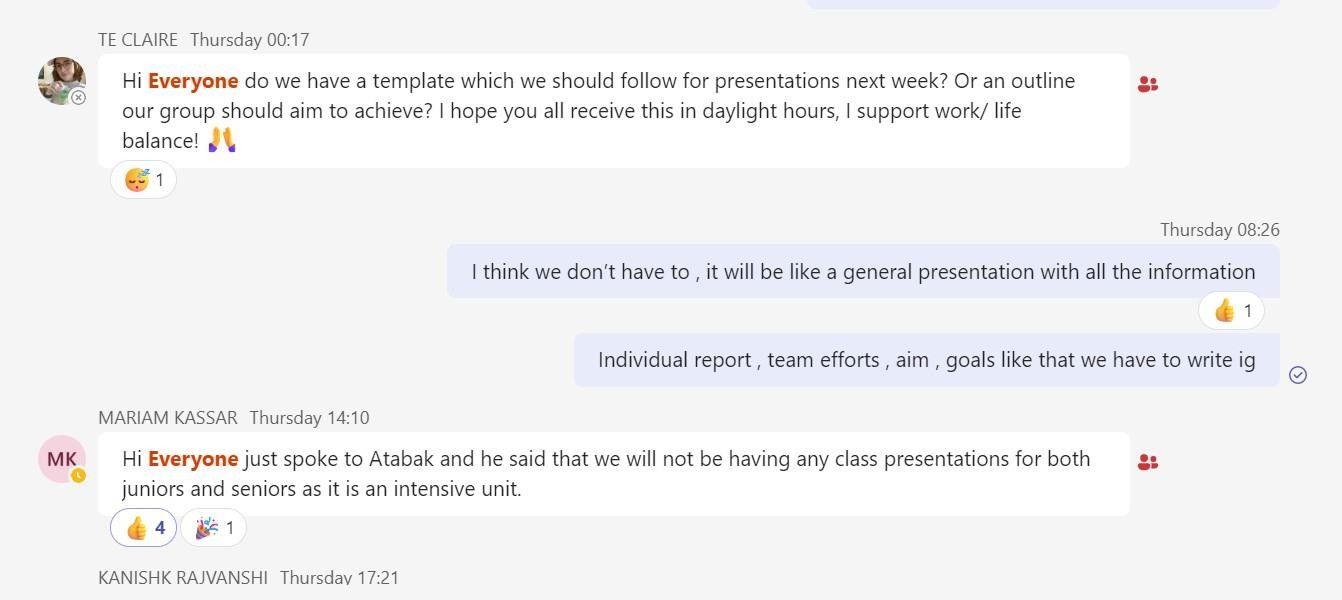 TE CLAIRE Thursday 00:17
Hi Everyone do we have a template which we should follow for presentations next week? Or an outline
our group should aim to achieve? I hope you all receive this in daylight hours, I support work/ life
balance!
1
Thursday 08:26
I think we don’t have to , it will be like a general presentation with all the information
1
Individual report , team efforts , aim , goals like that we have to write ig
MARIAM KASSAR Thursday 14:10
MK
Hi Everyone just spoke to Atabak and he said that we will not be having any class presentations for both
juniors and seniors as it is an intensive unit.
4 1
KANISHK RAJVANSHI Thursday 17:21